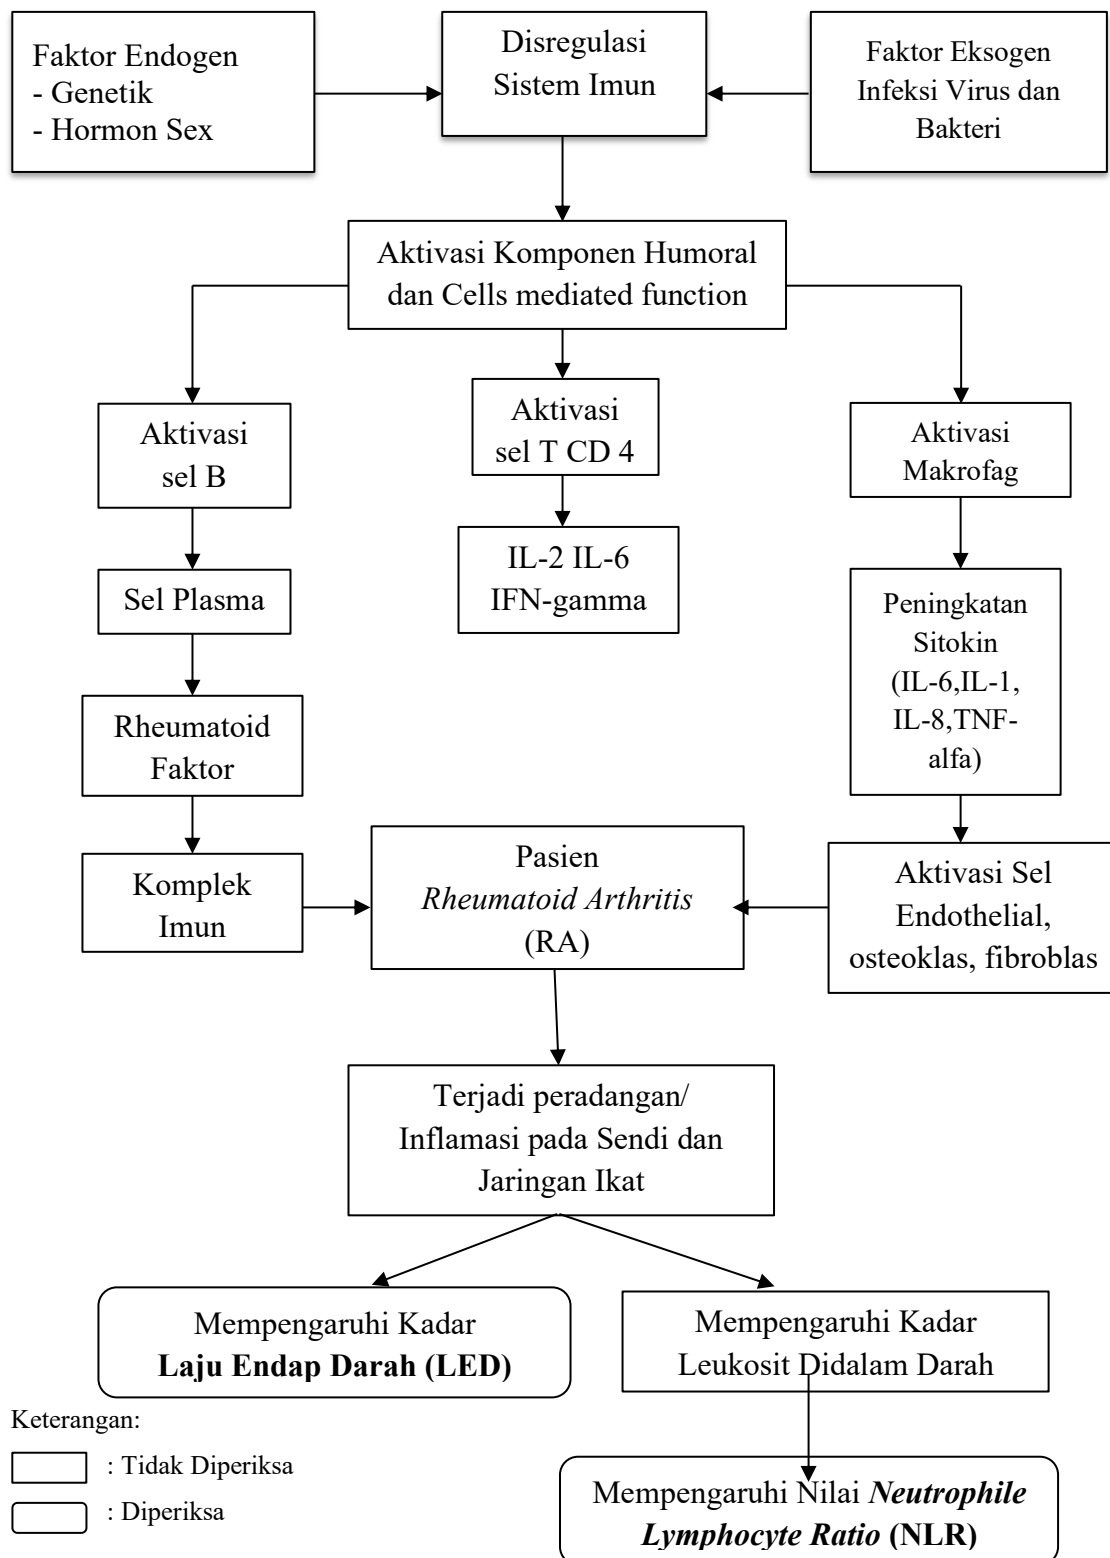 Faktor Endogen
- Genetik
- Hormon Sex
Disregulasi
Sistem Imun
Faktor Eksogen
Infeksi Virus dan
Bakteri
Aktivasi Komponen Humoral
dan Cells mediated function
Aktivasi
sel B
Aktivasi
sel T CD 4
Aktivasi
Makrofag
Sel Plasma
IL-2 IL-6
IFN-gamma
Peningkatan
Sitokin
(IL-6,IL-1,
IL-8,TNF-
alfa)
Rheumatoid
Faktor
Komplek
Imun
Pasien
Rheumatoid Arthritis
(RA)
Aktivasi Sel
Endothelial,
osteoklas, fibroblas
Terjadi peradangan/
Inflamasi pada Sendi dan
Jaringan Ikat
Mempengaruhi Kadar
Laju Endap Darah (LED)
Mempengaruhi Kadar
Leukosit Didalam Darah
Mempengaruhi Nilai Neutrophile
Lymphocyte Ratio (NLR)
Keterangan:
: Tidak Diperiksa
: Diperiksa